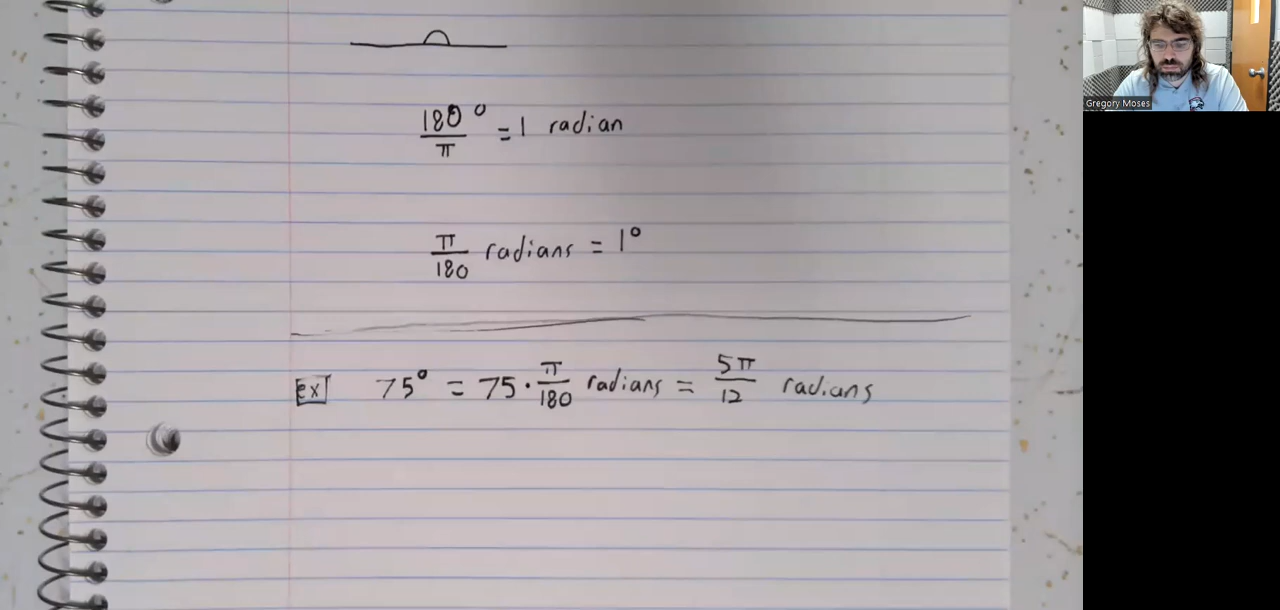 180°/π = 1 radian
π/180 radians = 1°
ex 75° = 75 · π/180 radians = 5π/12 radians
Gregory Moses